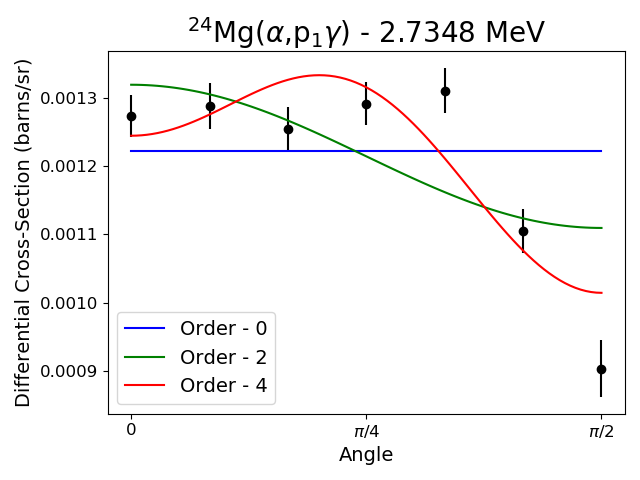 ²⁴Mg(α,p₁γ) - 2.7348 MeV
Differential Cross-Section (barns/sr)
0.0013
0.0012
0.0011
0.0010
0.0009
Order - 0
Order - 2
Order - 4
0
π/4
π/2
Angle